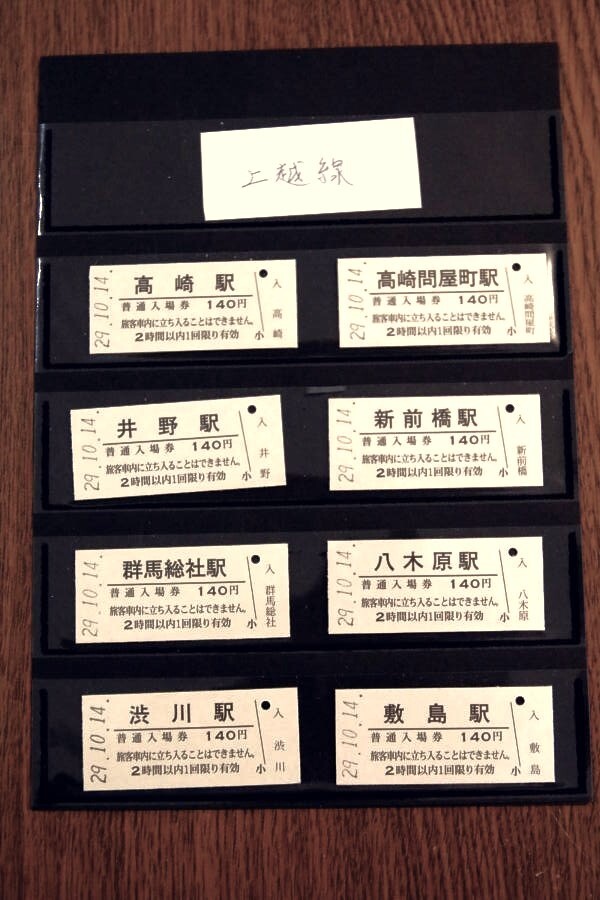 上越線
29.10.14.
高崎駅
普通入場券 140円
旅客車内に立ち入ることはできません。
2時間以内1回限り有効 小
入 高崎
29.10.14.
高崎問屋町駅
普通入場券 140円
旅客車内に立ち入ることはできません。
2時間以内1回限り有効 小
入 高崎問屋町
29.10.14.
井野駅
普通入場券 140円
旅客車内に立ち入ることはできません。
2時間以内1回限り有効 小
入 井野
29.10.14.
新前橋駅
普通入場券 140円
旅客車内に立ち入ることはできません。
2時間以内1回限り有効 小
入 新前橋
29.10.14.
群馬総社駅
普通入場券 140円
旅客車内に立ち入ることはできません。
2時間以内1回限り有効 小
入 群馬総社
29.10.14.
八木原駅
普通入場券 140円
旅客車内に立ち入ることはできません。
2時間以内1回限り有効 小
入 八木原
29.10.14.
渋川駅
普通入場券 140円
旅客車内に立ち入ることはできません。
2時間以内1回限り有効 小
入 渋川
29.10.14.
敷島駅
普通入場券 140円
旅客車内に立ち入ることはできません。
2時間以内1回限り有効 小
入 敷島